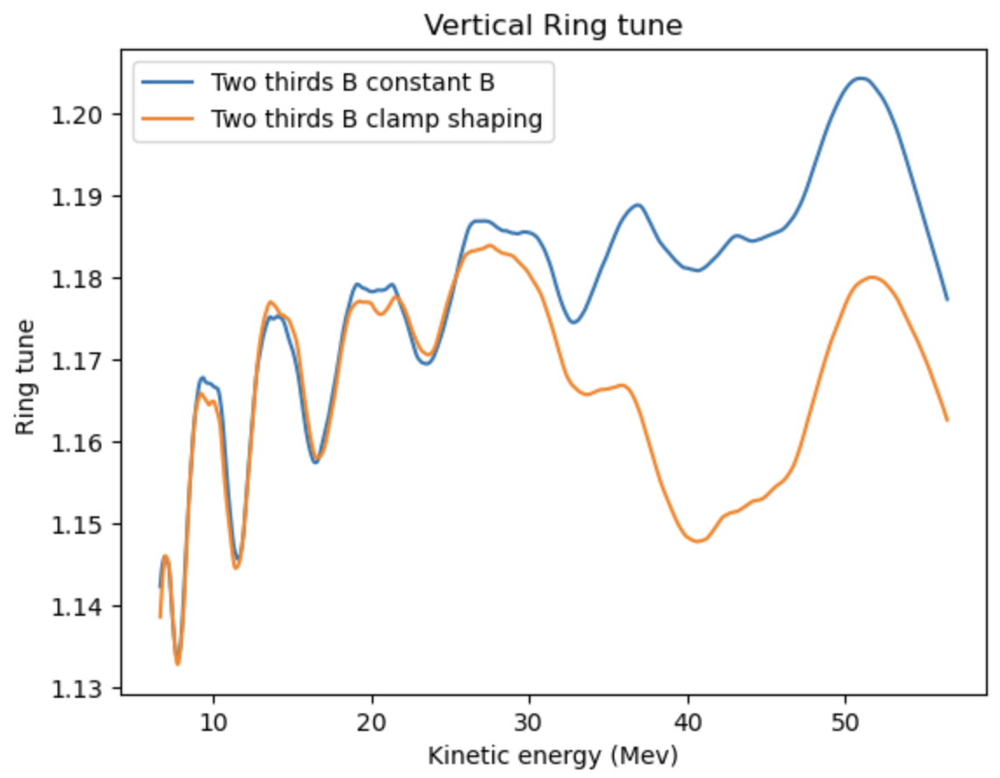 Vertical Ring tune
Two thirds B constant B
Two thirds B clamp shaping
1.20
1.19
1.18
1.17
1.16
1.15
1.14
1.13
Ring tune
10 20 30 40 50
Kinetic energy (Mev)